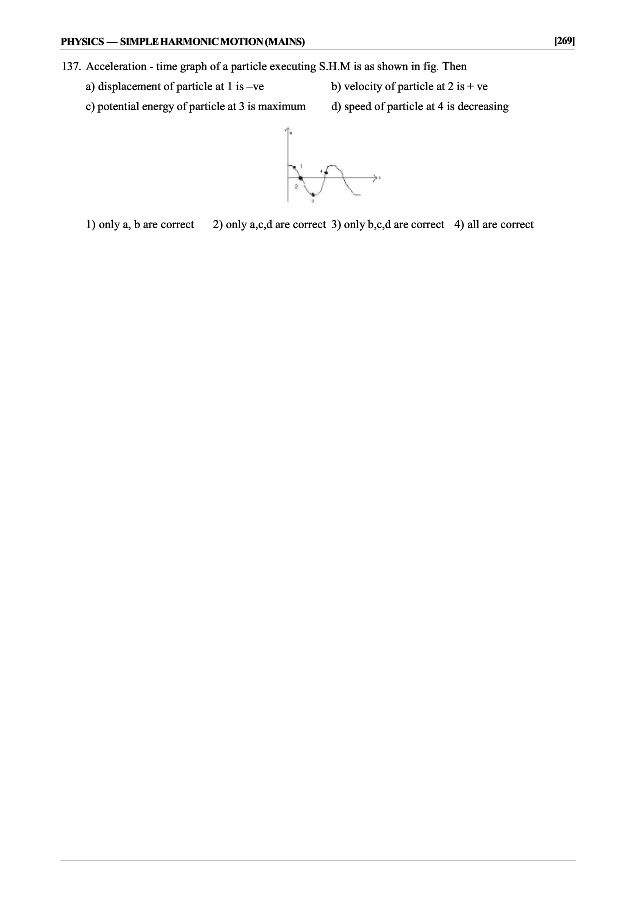 PHYSICS — SIMPLE HARMONIC MOTION (MAINS) [269]
137. Acceleration - time graph of a particle executing S.H.M is as shown in fig. Then
a) displacement of particle at 1 is –ve b) velocity of particle at 2 is + ve
c) potential energy of particle at 3 is maximum d) speed of particle at 4 is decreasing
1
2
3
1) only a, b are correct 2) only a,c,d are correct 3) only b,c,d are correct 4) all are correct